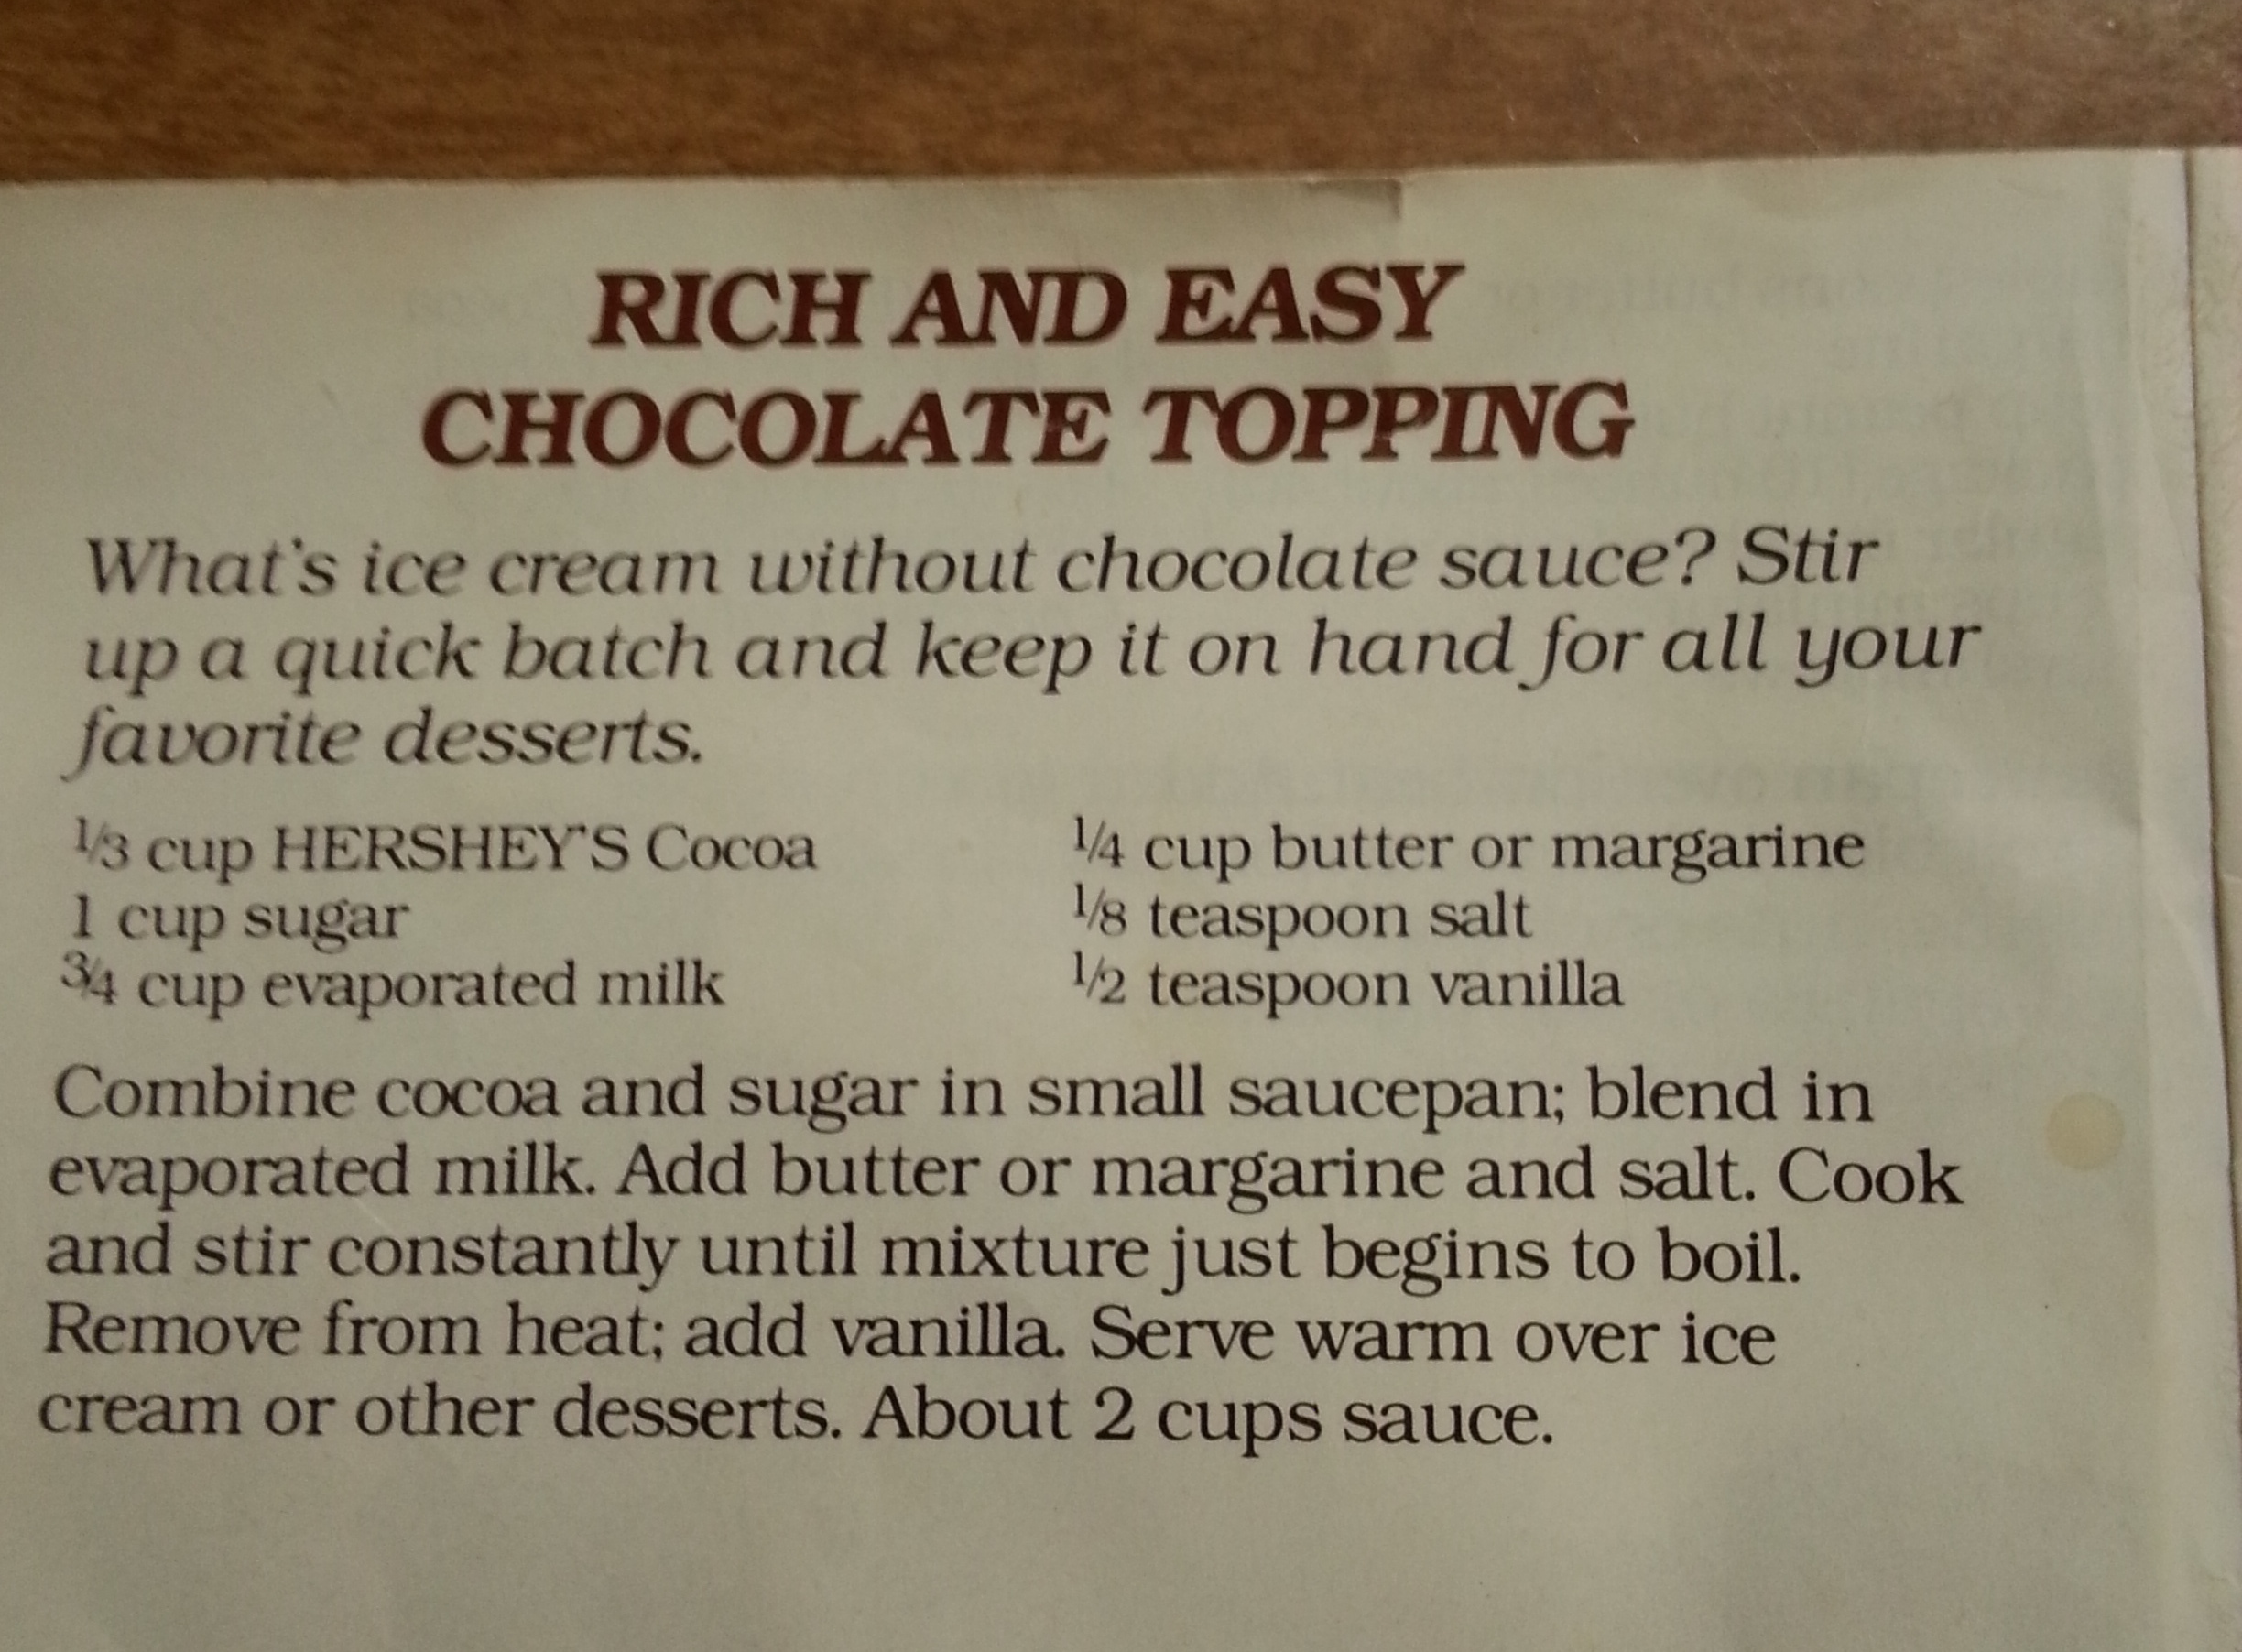 RICH AND EASY
CHOCOLATE TOPPING
What's ice cream without chocolate sauce? Stir
up a quick batch and keep it on hand for all your
favorite desserts.
1/3 cup HERSHEY'S Cocoa
1 cup sugar
3/4 cup evaporated milk
1/4 cup butter or margarine
1/8 teaspoon salt
1/2 teaspoon vanilla
Combine cocoa and sugar in small saucepan; blend in
evaporated milk. Add butter or margarine and salt. Cook
and stir constantly until mixture just begins to boil.
Remove from heat; add vanilla. Serve warm over ice
cream or other desserts. About 2 cups sauce.